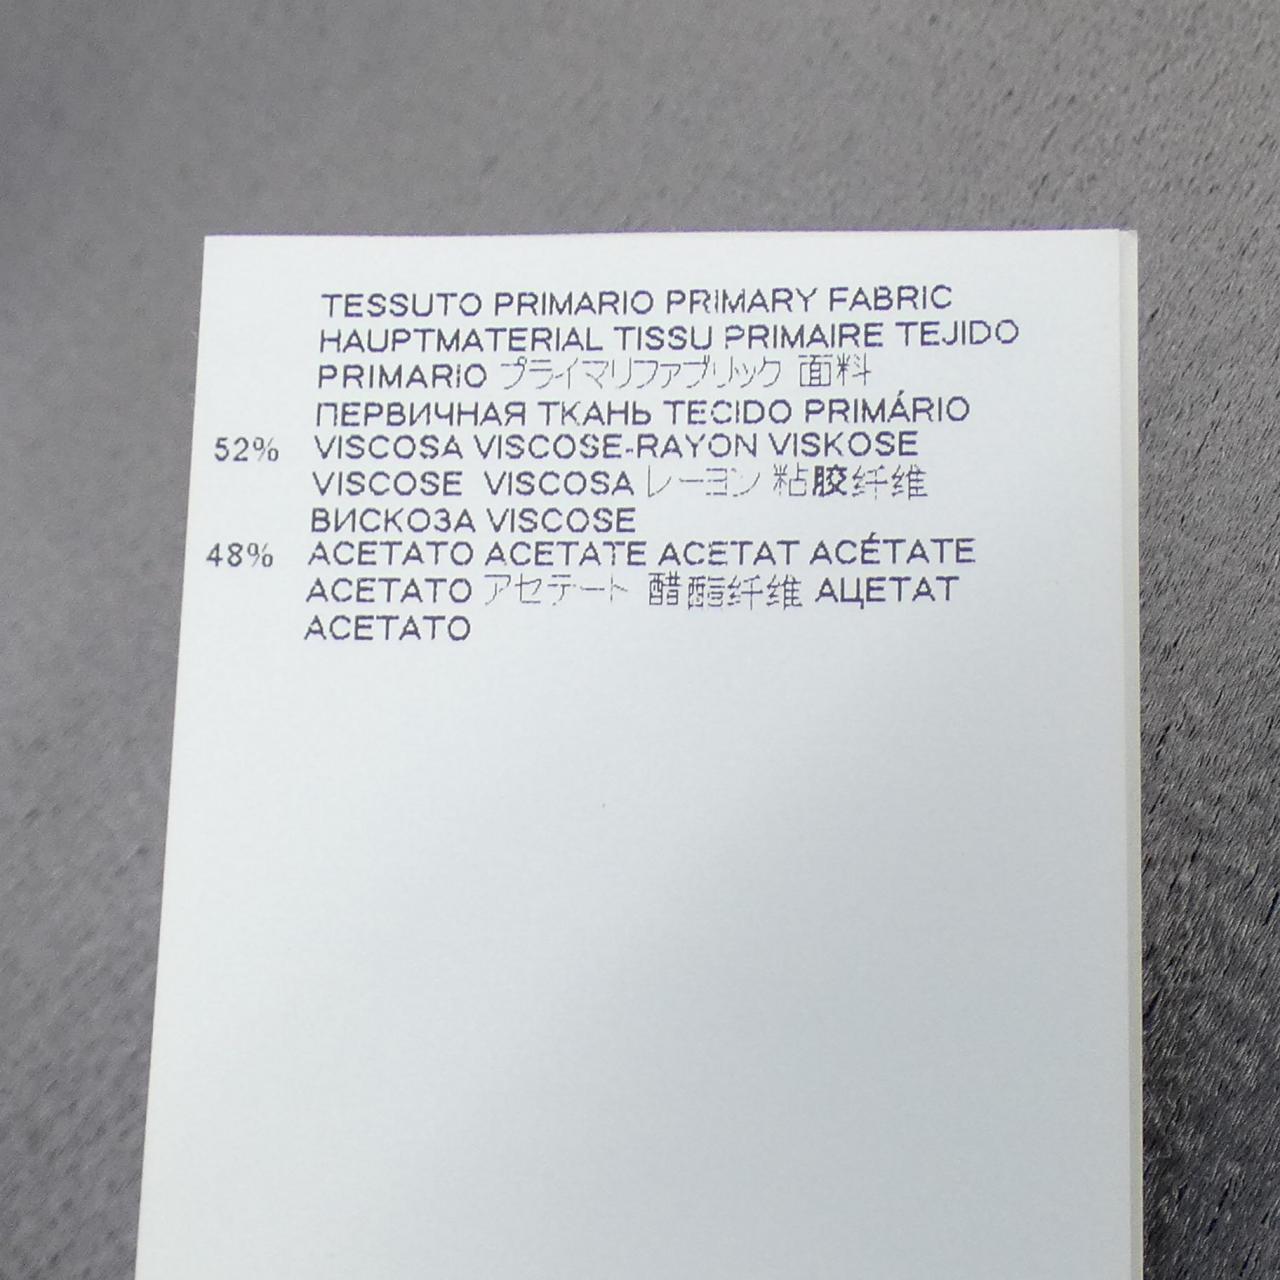 TESSUTO PRIMARIO PRIMARY FABRIC
HAUPTMATERIAL TISSU PRIMAIRE TEJIDO
PRIMARIO プライマリファブリック 面料
ПЕРВИЧНАЯ ТКАНЬ TECIDO PRIMÁRIO
52% VISCOSA VISCOSE-RAYON VISKOSE
VISCOSE VISCOSA レーヨン 粘胶纤维
ВИСКОЗА VISCOSE
48% ACETATO ACETATE ACETAT ACÉTATE
ACETATO アセテート 醋酯纤维 АЦЕТАТ
ACETATO